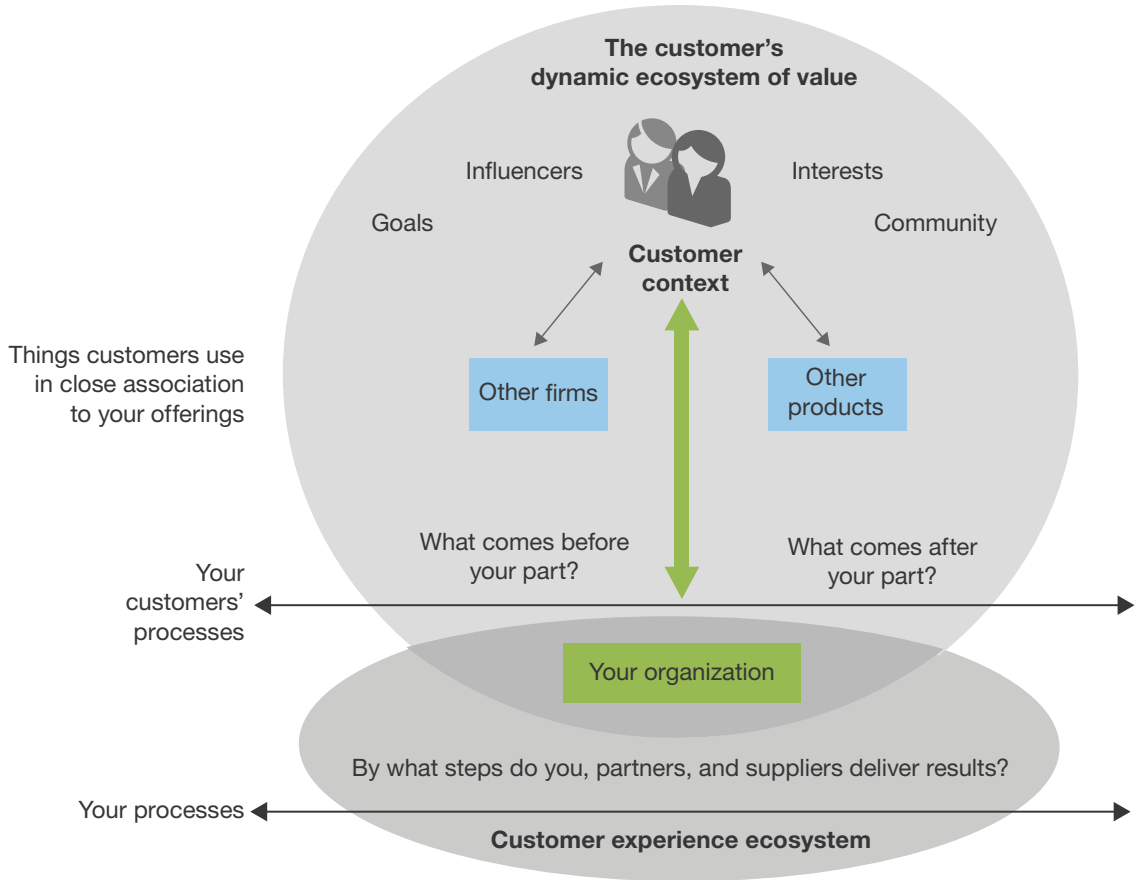 The customer’s
dynamic ecosystem of value
Influencers
Interests
Goals
Community
Customer
context
Things customers use
in close association
to your offerings
Other firms
Other
products
What comes before
your part?
What comes after
your part?
Your
customers’
processes
Your organization
By what steps do you, partners, and suppliers deliver results?
Your processes
Customer experience ecosystem